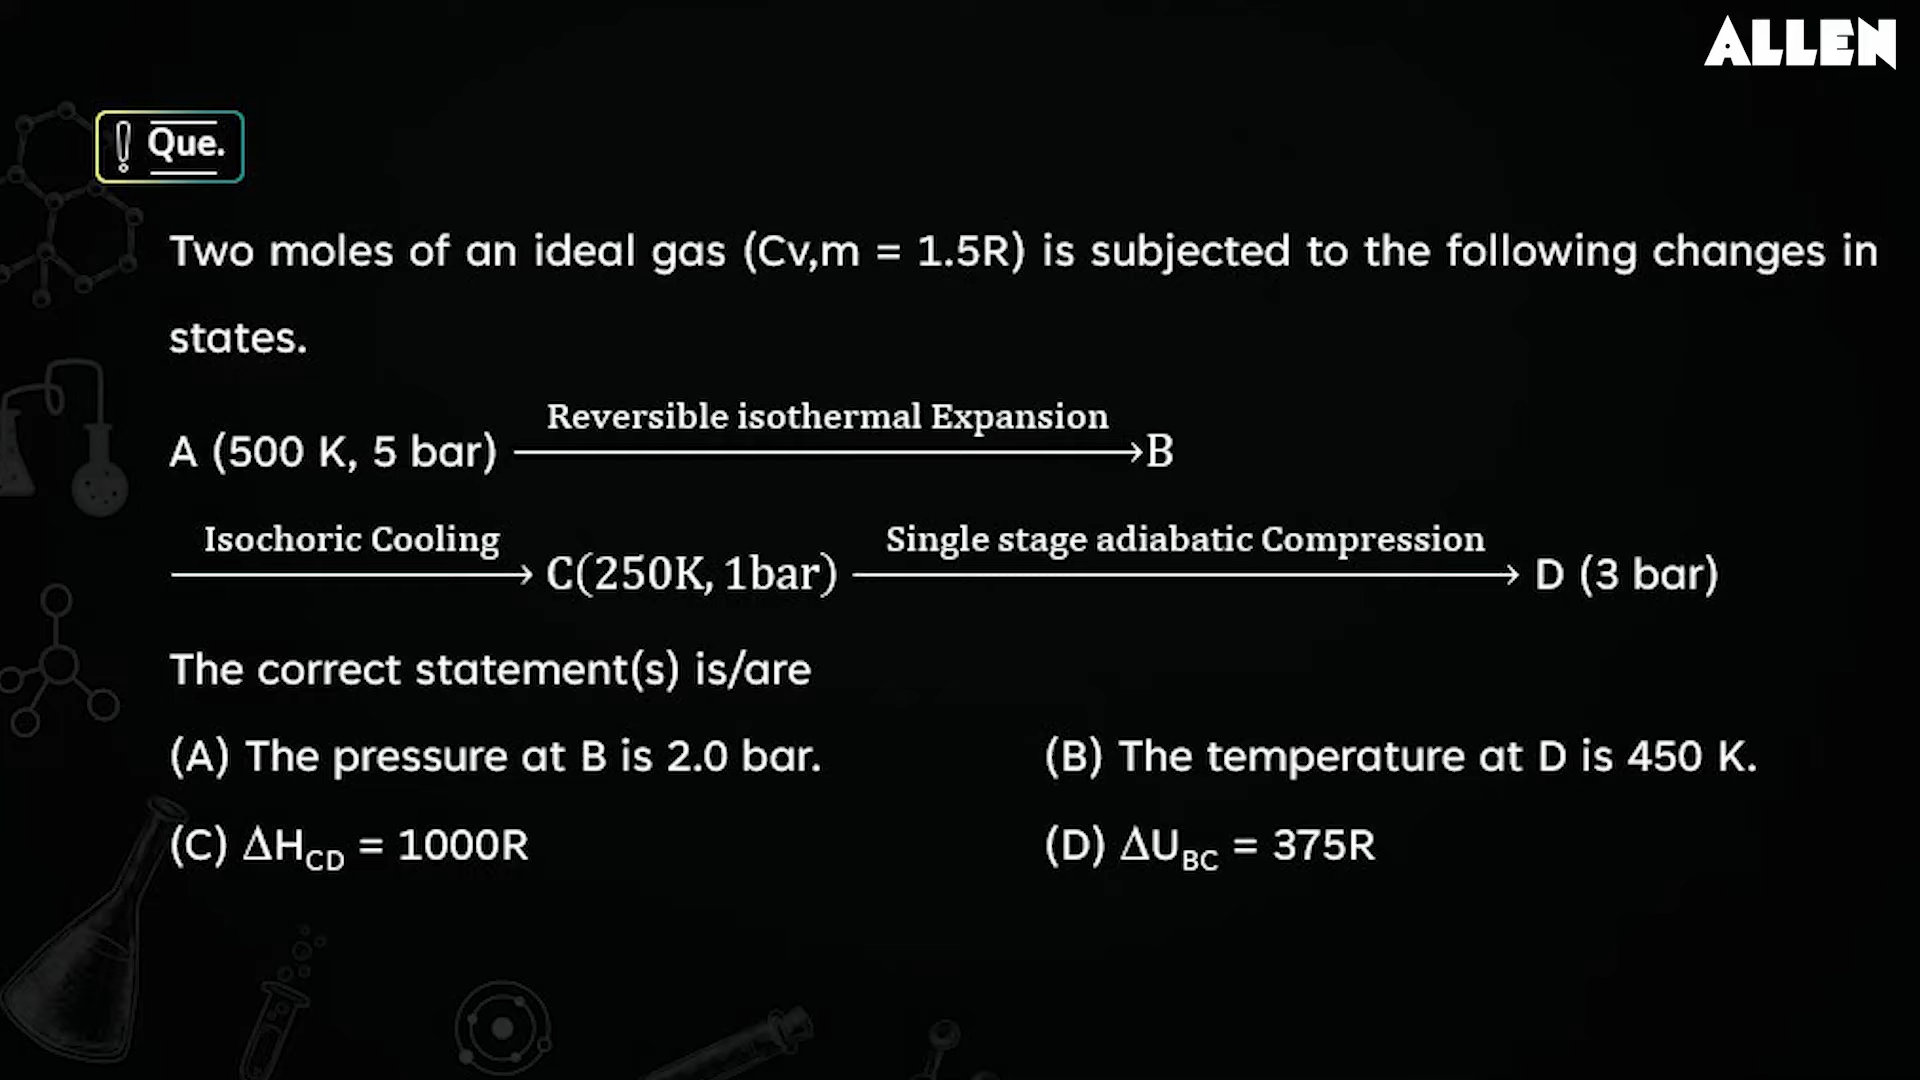 ALLEN
Que.
Two moles of an ideal gas (Cv,m = 1.5R) is subjected to the following changes in
states.
A (500 K, 5 bar) Reversible isothermal Expansion → B
Isochoric Cooling → C(250K, 1bar) Single stage adiabatic Compression → D (3 bar)
The correct statement(s) is/are
(A) The pressure at B is 2.0 bar. (B) The temperature at D is 450 K.
(C) ΔH_CD = 1000R (D) ΔU_BC = 375R